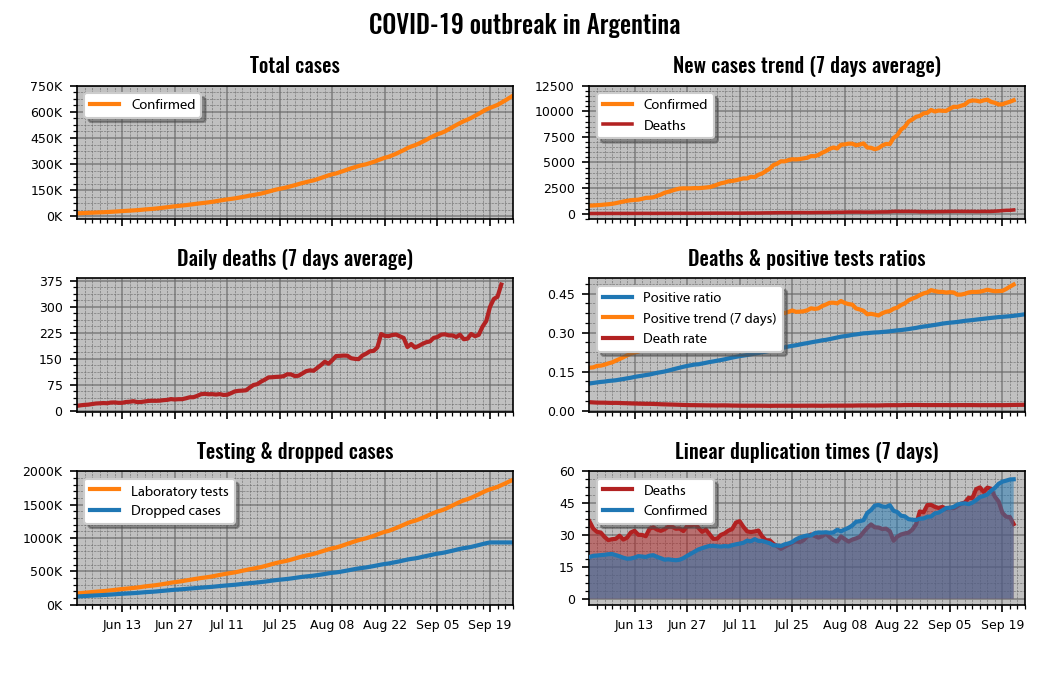 COVID-19 outbreak in Argentina
Total cases
750K
600K
450K
300K
150K
0K
Confirmed
New cases trend (7 days average)
12500
10000
7500
5000
2500
0
Confirmed
Deaths
Daily deaths (7 days average)
375
300
225
150
75
0
Deaths & positive tests ratios
0.45
0.30
0.15
0.00
Positive ratio
Positive trend (7 days)
Death rate
Testing & dropped cases
2000K
1500K
1000K
500K
0K
Laboratory tests
Dropped cases
Jun 13 Jun 27 Jul 11 Jul 25 Aug 08 Aug 22 Sep 05 Sep 19
Linear duplication times (7 days)
60
45
30
15
0
Deaths
Confirmed
Jun 13 Jun 27 Jul 11 Jul 25 Aug 08 Aug 22 Sep 05 Sep 19